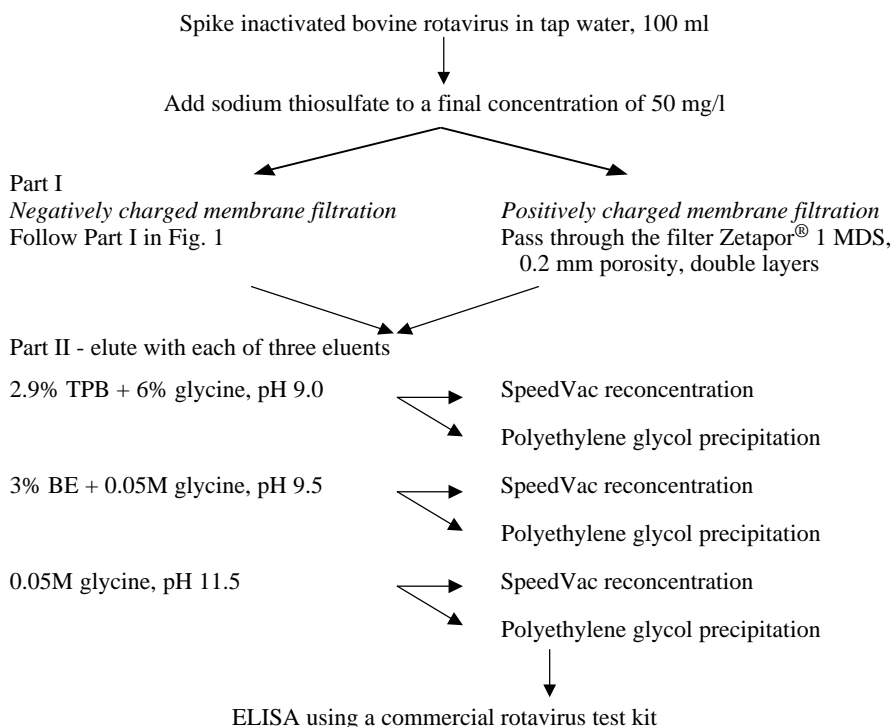 Spike inactivated bovine rotavirus in tap water, 100 ml
Add sodium thiosulfate to a final concentration of 50 mg/l
Part I
Negatively charged membrane filtration
Follow Part I in Fig. 1
Positively charged membrane filtration
Pass through the filter Zetapor® 1 MDS,
0.2 mm porosity, double layers
Part II - elute with each of three eluents
2.9% TPB + 6% glycine, pH 9.0
SpeedVac reconcentration
Polyethylene glycol precipitation
3% BE + 0.05M glycine, pH 9.5
SpeedVac reconcentration
Polyethylene glycol precipitation
0.05M glycine, pH 11.5
SpeedVac reconcentration
Polyethylene glycol precipitation
ELISA using a commercial rotavirus test kit